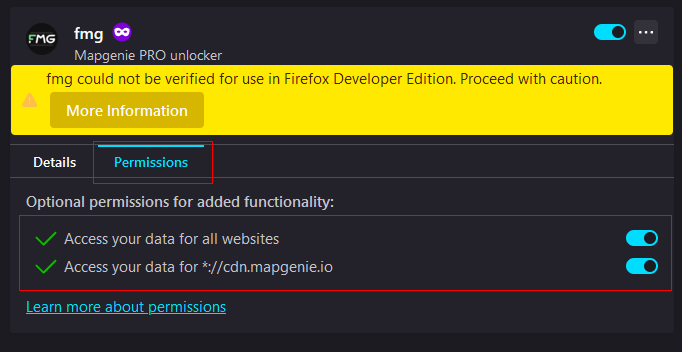 FMG
fmg
Mapgenie PRO unlocker
fmg could not be verified for use in Firefox Developer Edition. Proceed with caution.
More Information
Details
Permissions
Optional permissions for added functionality:
Access your data for all websites
Access your data for *://cdn.mapgenie.io
Learn more about permissions